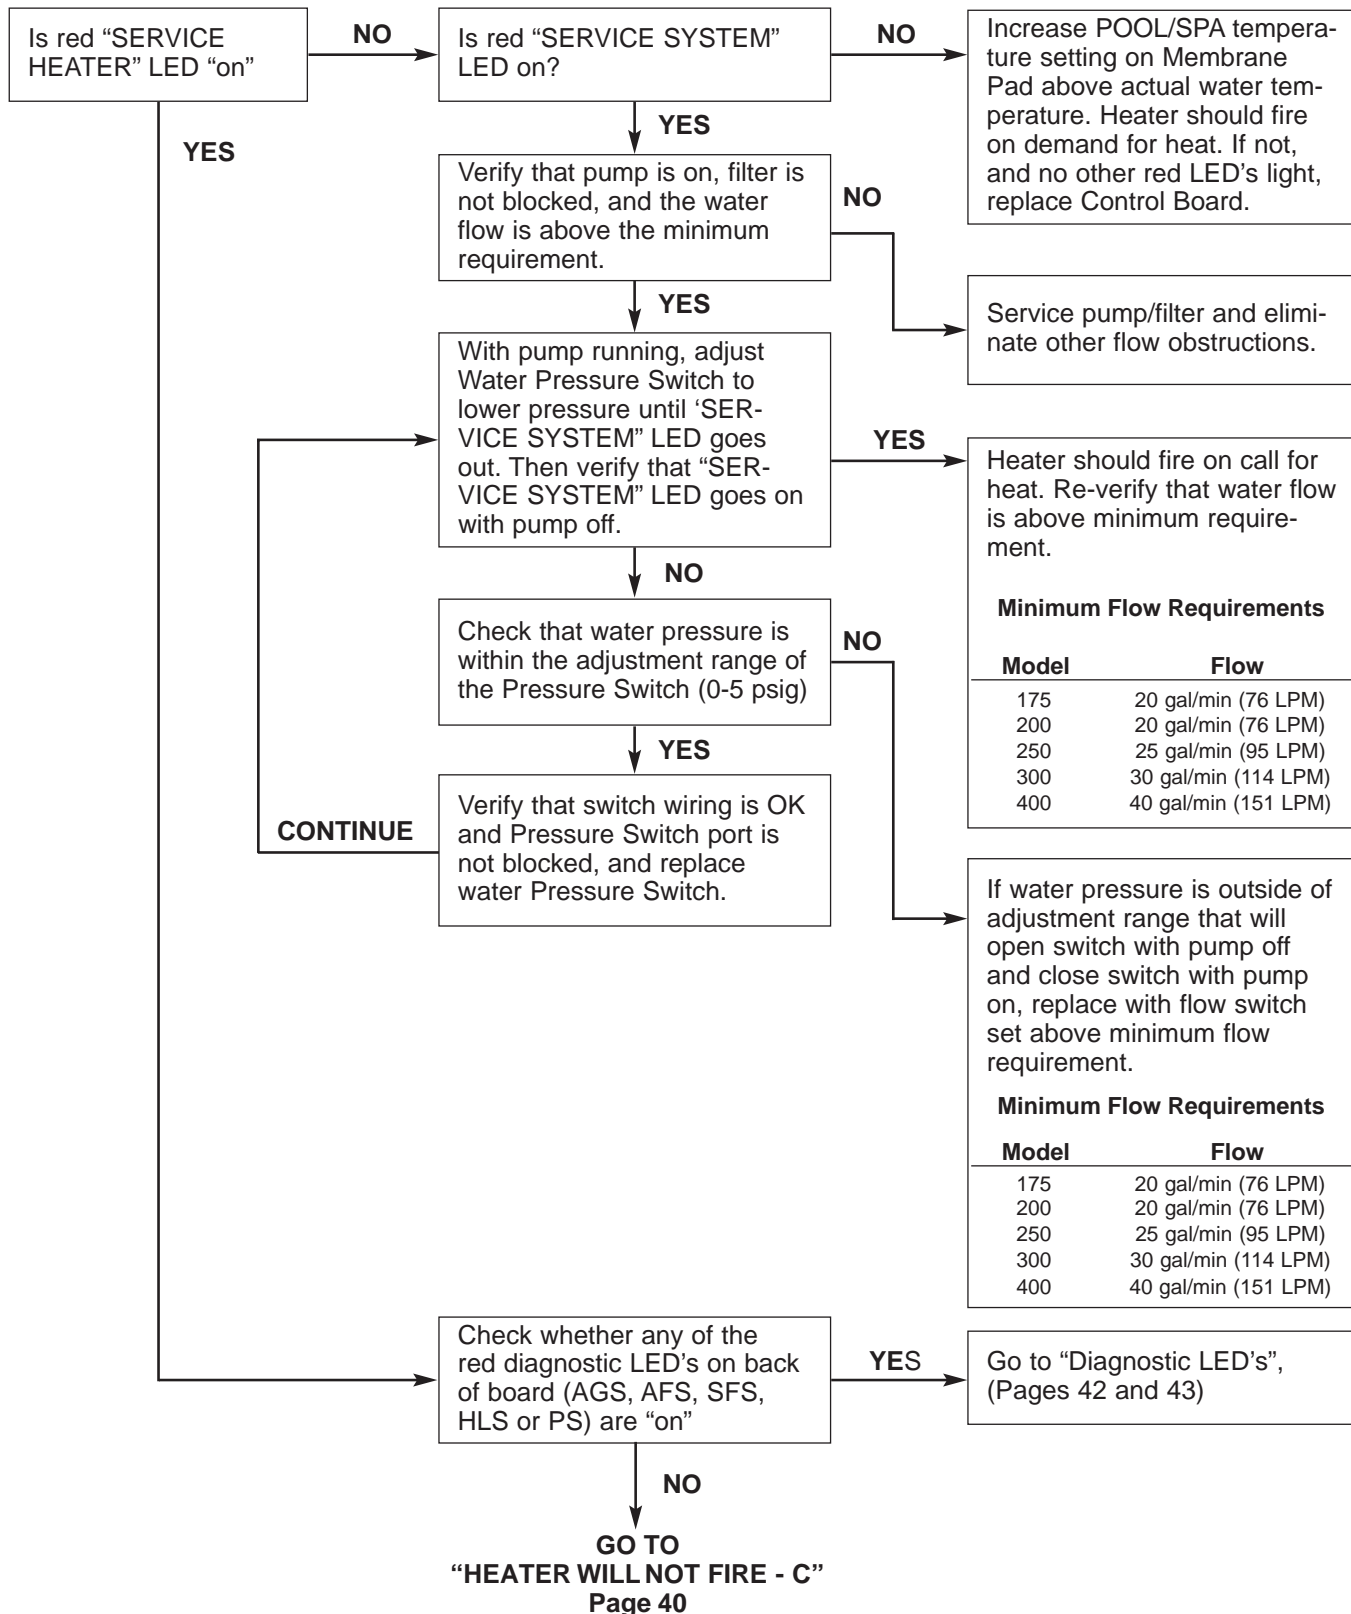 Is red “SERVICE
HEATER” LED “on”
NO
Is red “SERVICE SYSTEM”
LED on?
NO
Increase POOL/SPA tempera-
ture setting on Membrane
Pad above actual water tem-
perature. Heater should fire
on demand for heat. If not,
and no other red LED’s light,
replace Control Board.
YES
YES
Verify that pump is on, filter is
not blocked, and the water
flow is above the minimum
requirement.
NO
Service pump/filter and elimi-
nate other flow obstructions.
YES
With pump running, adjust
Water Pressure Switch to
lower pressure until ‘SER-
VICE SYSTEM” LED goes
out. Then verify that “SER-
VICE SYSTEM” LED goes on
with pump off.
YES
Heater should fire on call for
heat. Re-verify that water flow
is above minimum require-
ment.
Minimum Flow Requirements
Model Flow
175 20 gal/min (76 LPM)
200 20 gal/min (76 LPM)
250 25 gal/min (95 LPM)
300 30 gal/min (114 LPM)
400 40 gal/min (151 LPM)
NO
Check that water pressure is
within the adjustment range of
the Pressure Switch (0-5 psig)
NO
YES
Verify that switch wiring is OK
and Pressure Switch port is
not blocked, and replace
water Pressure Switch.
CONTINUE
If water pressure is outside of
adjustment range that will
open switch with pump off
and close switch with pump
on, replace with flow switch
set above minimum flow
requirement.
Minimum Flow Requirements
Model Flow
175 20 gal/min (76 LPM)
200 20 gal/min (76 LPM)
250 25 gal/min (95 LPM)
300 30 gal/min (114 LPM)
400 40 gal/min (151 LPM)
Check whether any of the
red diagnostic LED’s on back
of board (AGS, AFS, SFS,
HLS or PS) are “on”
YES
Go to “Diagnostic LED’s”,
(Pages 42 and 43)
NO
GO TO
“HEATER WILL NOT FIRE - C”
Page 40